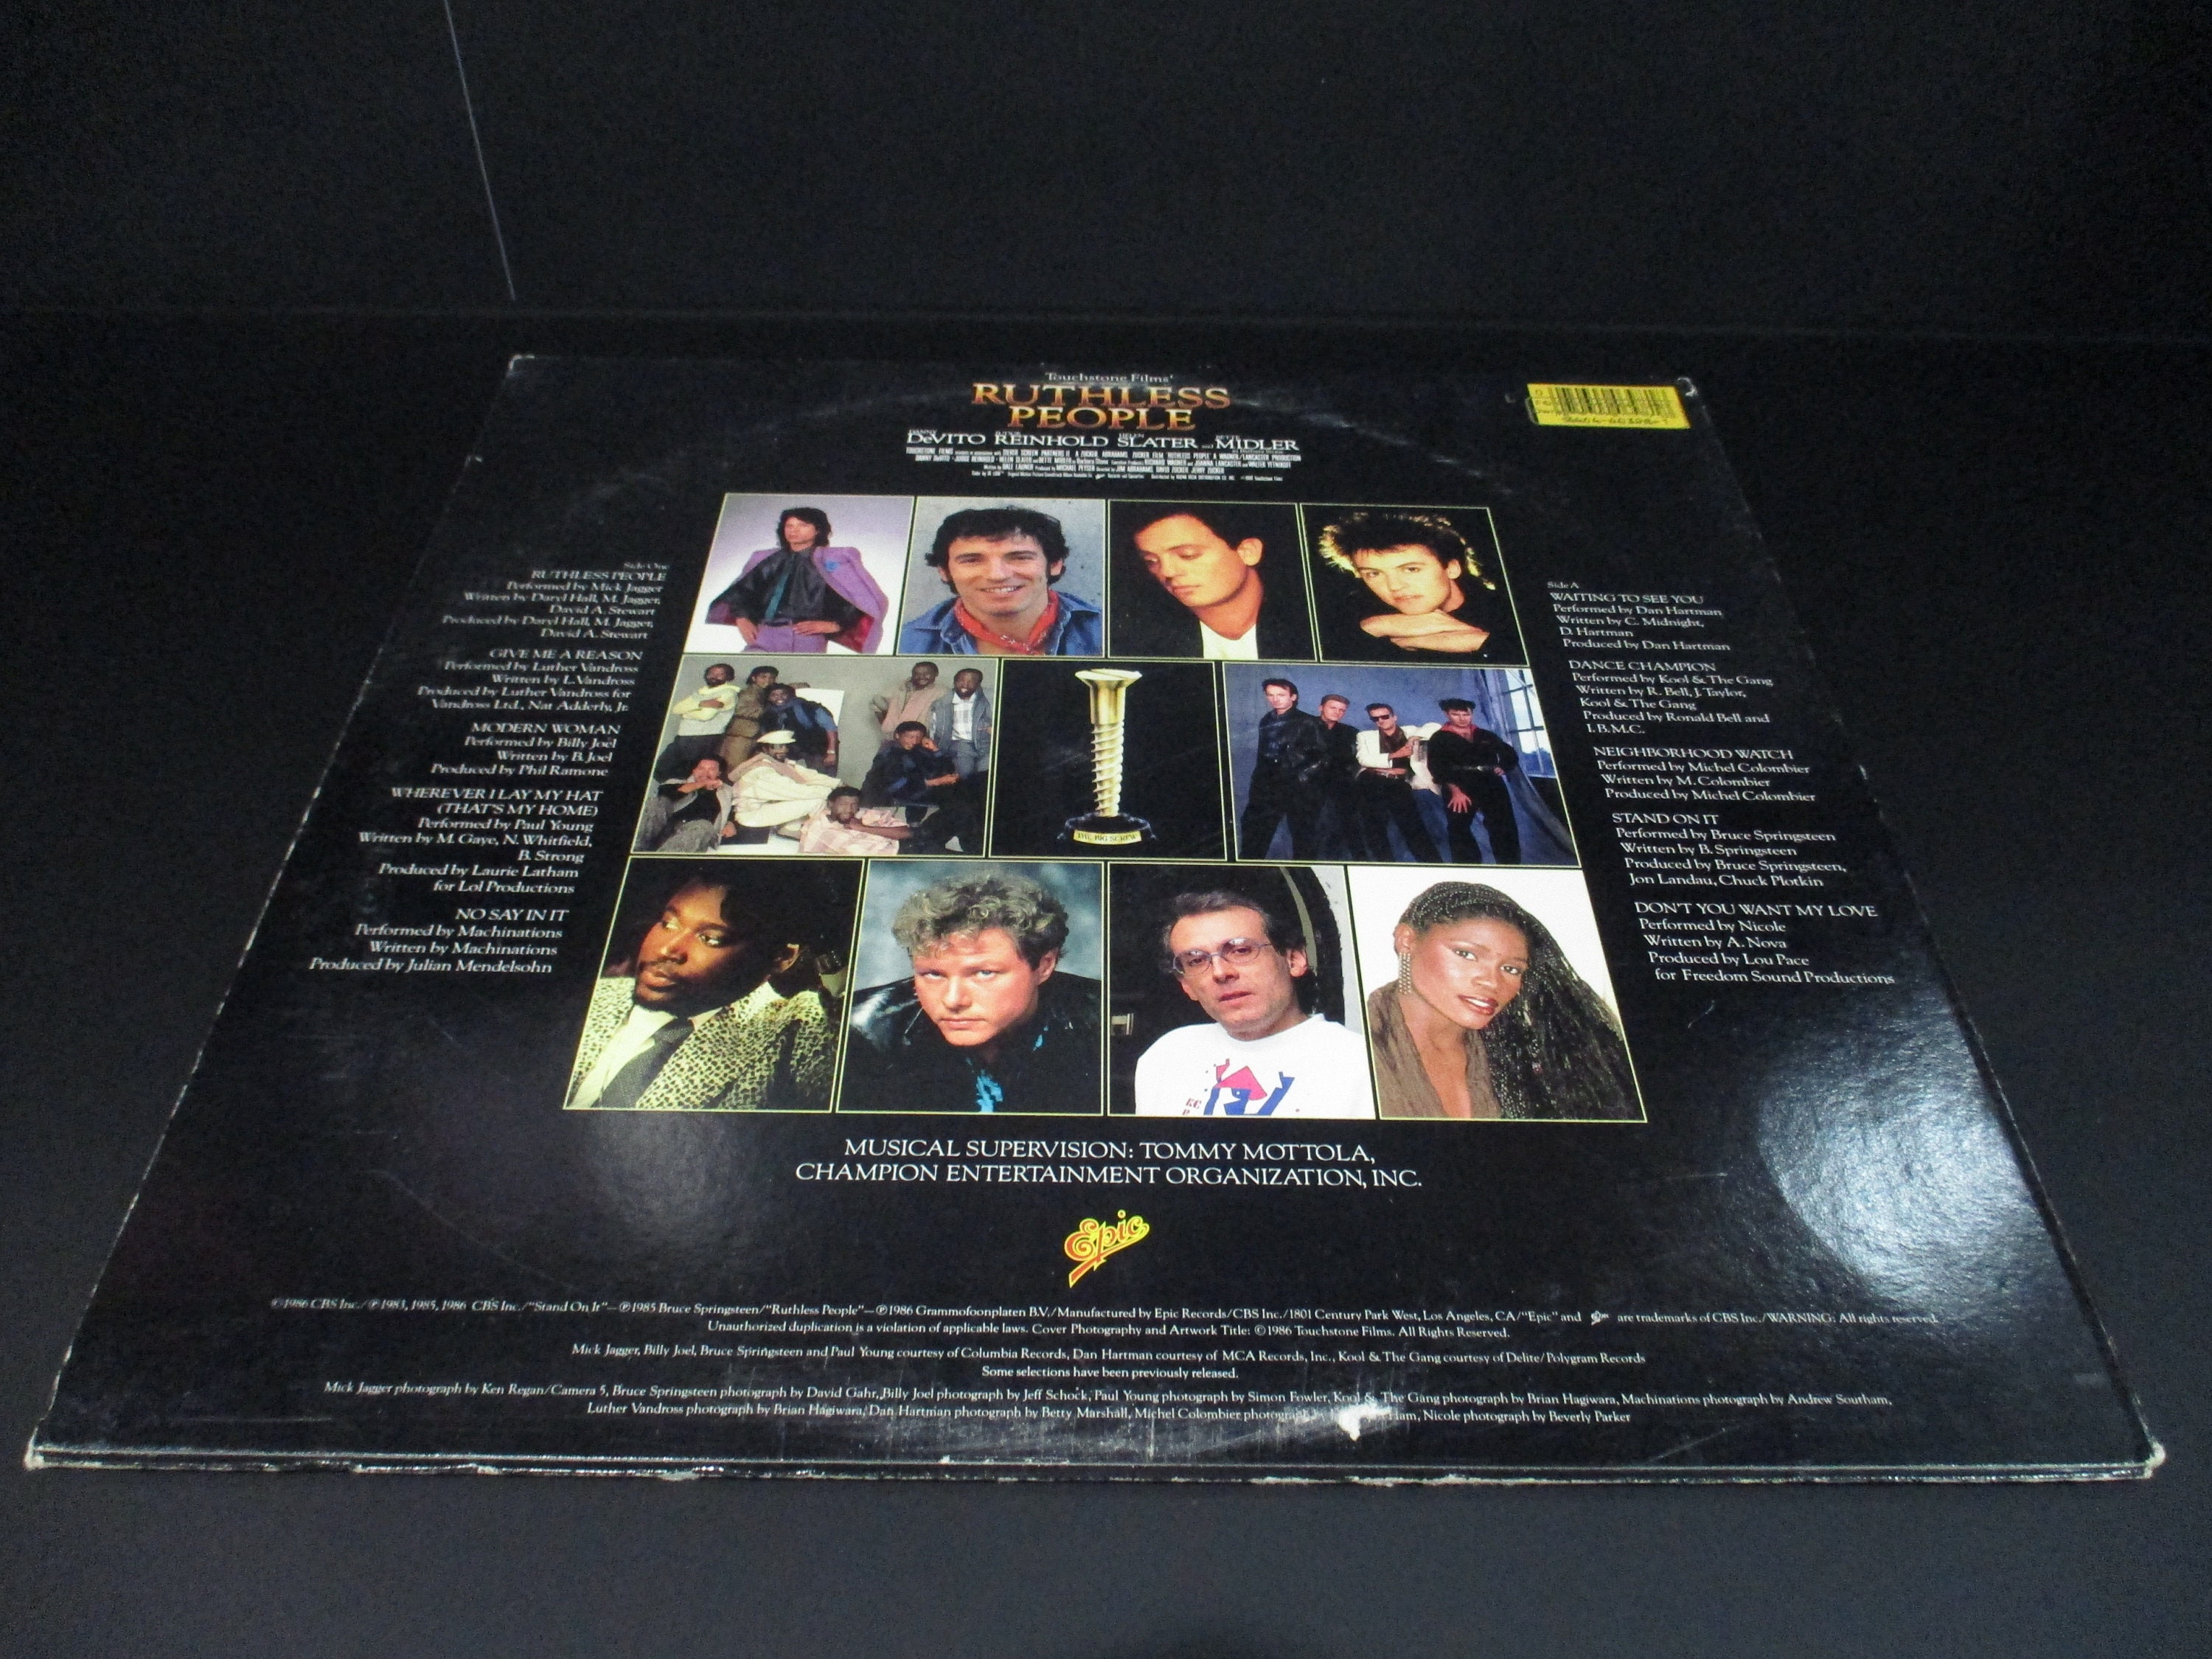 Touchstone Films'
RUTHLESS
PEOPLE
DeVITO REINHOLD SLATER and MIDLER
Side One
RUTHLESS PEOPLE
Performed by Mick Jagger
Written by Daryl Hall, M. Jagger,
David A. Stewart
Produced by Daryl Hall, M. Jagger,
David A. Stewart
GIVE ME A REASON
Performed by Luther Vandross
Written by L. Vandross
Produced by Luther Vandross for
Vandross Ltd., Nat Adderly, Jr.
MODERN WOMAN
Performed by Billy Joel
Written by B. Joel
Produced by Phil Ramone
WHEREVER I LAY MY HAT
(THAT'S MY HOME)
Performed by Paul Young
Written by M. Gaye, N. Whitfield,
B. Strong
Produced by Laurie Latham
for Lol Productions
NO SAY IN IT
Performed by Machinations
Written by Machinations
Produced by Julian Mendelsohn
THE BIG SCREW
Side A
WAITING TO SEE YOU
Performed by Dan Hartman
Written by C. Midnight,
D. Hartman
Produced by Dan Hartman
DANCE CHAMPION
Performed by Kool & The Gang
Written by R. Bell, J. Taylor,
Kool & The Gang
Produced by Ronald Bell and
I.B.M.C.
NEIGHBORHOOD WATCH
Performed by Michel Colombier
Written by M. Colombier
Produced by Michel Colombier
STAND ON IT
Performed by Bruce Springsteen
Written by B. Springsteen
Produced by Bruce Springsteen,
Jon Landau, Chuck Plotkin
DON'T YOU WANT MY LOVE
Performed by Nicole
Written by A. Nova
Produced by Lou Pace
for Freedom Sound Productions
MUSICAL SUPERVISION: TOMMY MOTTOLA,
CHAMPION ENTERTAINMENT ORGANIZATION, INC.
Epic
©1986 CBS Inc./℗1983, 1985, 1986 CBS Inc./"Stand On It"—℗1985 Bruce Springsteen/"Ruthless People"—℗1986 Grammofoonplaten B.V./Manufactured by Epic Records/CBS Inc./1801 Century Park West, Los Angeles, CA/"Epic" and are trademarks of CBS Inc./WARNING: All rights reserved.
Unauthorized duplication is a violation of applicable laws. Cover Photography and Artwork Title: ©1986 Touchstone Films. All Rights Reserved.
Mick Jagger, Billy Joel, Bruce Springsteen and Paul Young courtesy of Columbia Records, Dan Hartman courtesy of MCA Records, Inc., Kool & The Gang courtesy of Delite/Polygram Records
Some selections have been previously released.
Mick Jagger photograph by Ken Regan/Camera 5, Bruce Springsteen photograph by David Gahr, Billy Joel photograph by Jeff Schock, Paul Young photograph by Simon Fowler, Kool & The Gang photograph by Brian Hagiwara, Machinations photograph by Andrew Southam,
Luther Vandross photograph by Brian Hagiwara, Dan Hartman photograph by Betty Marshall, Michel Colombier photograph Nicole photograph by Beverly Parker